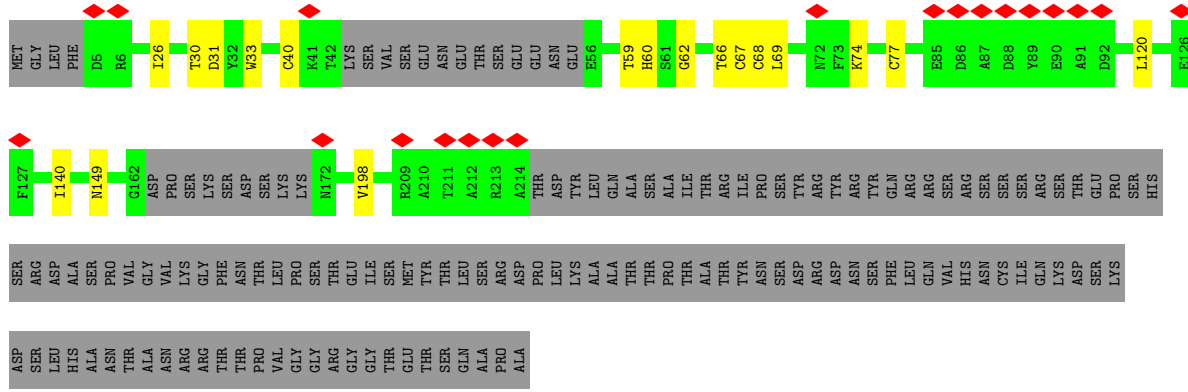 MET GLY LEU PHE D5 R6 I26 T30 D31 Y32 W33 C40 K41 T42 LYS SER VAL SER GLU ASN GLU THR SER GLU GLU ASN GLU E56 T59 H60 S61 G62 T66 C67 C68 L69 N72 F73 K74 C77 E85 D86 A87 D88 Y89 E90 A91 D92 L120 E126
F127 I140 N149 G162 ASP PRO SER LYS SER ASP SER LYS LYS N172 V198 R209 A210 T211 A212 R213 A214 THR ASP TYR LEU GLN ALA SER ALA ILE THR ARG ILE PRO SER TYR ARG TYR ARG TYR GLN ARG ARG SER ARG SER SER SER ARG SER THR GLU PRO SER HIS
SER ARG ASP ALA SER PRO VAL GLY VAL LYS GLY PHE ASN THR LEU PRO SER THR GLU ILE SER MET TYR THR LEU SER ARG ASP PRO LEU LYS ALA ALA THR THR PRO THR ALA THR TYR ASN SER ASP ARG ASP ASN SER PHE LEU GLN VAL HIS ASN CYS ILE GLN LYS ASP SER LYS
ASP SER LEU HIS ALA ASN THR ALA ASN ARG ARG THR THR PRO VAL GLY GLY ARG GLY GLY THR GLU THR SER GLN ALA PRO ALA